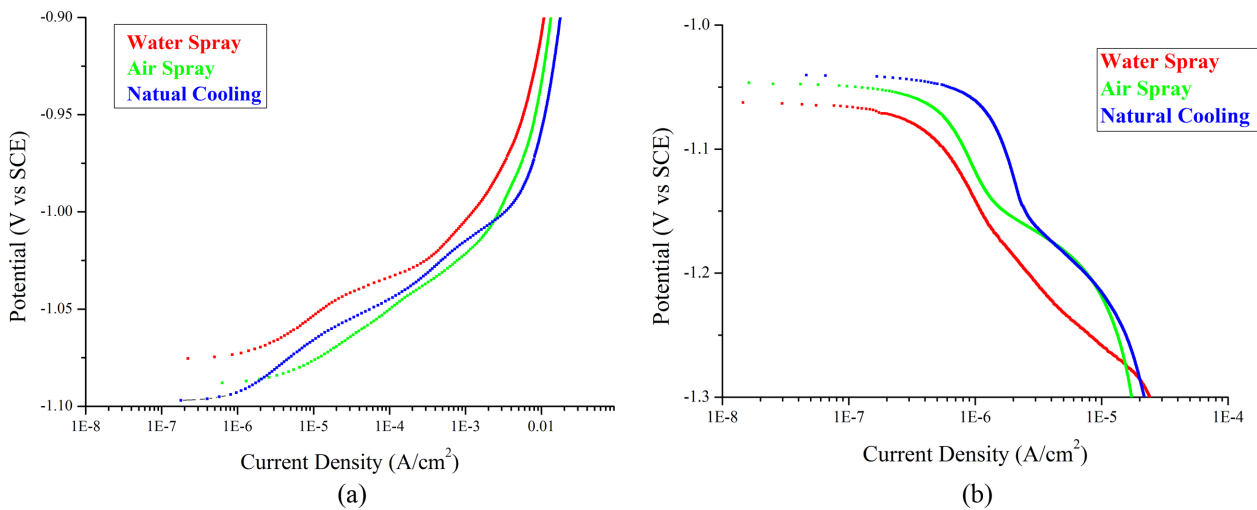 -0.90
-0.95
-1.00
-1.05
-1.10
Potential (V vs SCE)
Water Spray
Air Spray
Natual Cooling
1E-8 1E-7 1E-6 1E-5 1E-4 1E-3 0.01
Current Density (A/cm²)
(a)
-1.0
-1.1
-1.2
-1.3
Potential (V vs SCE)
Water Spray
Air Spray
Natural Cooling
1E-8 1E-7 1E-6 1E-5 1E-4
Current Density (A/cm²)
(b)